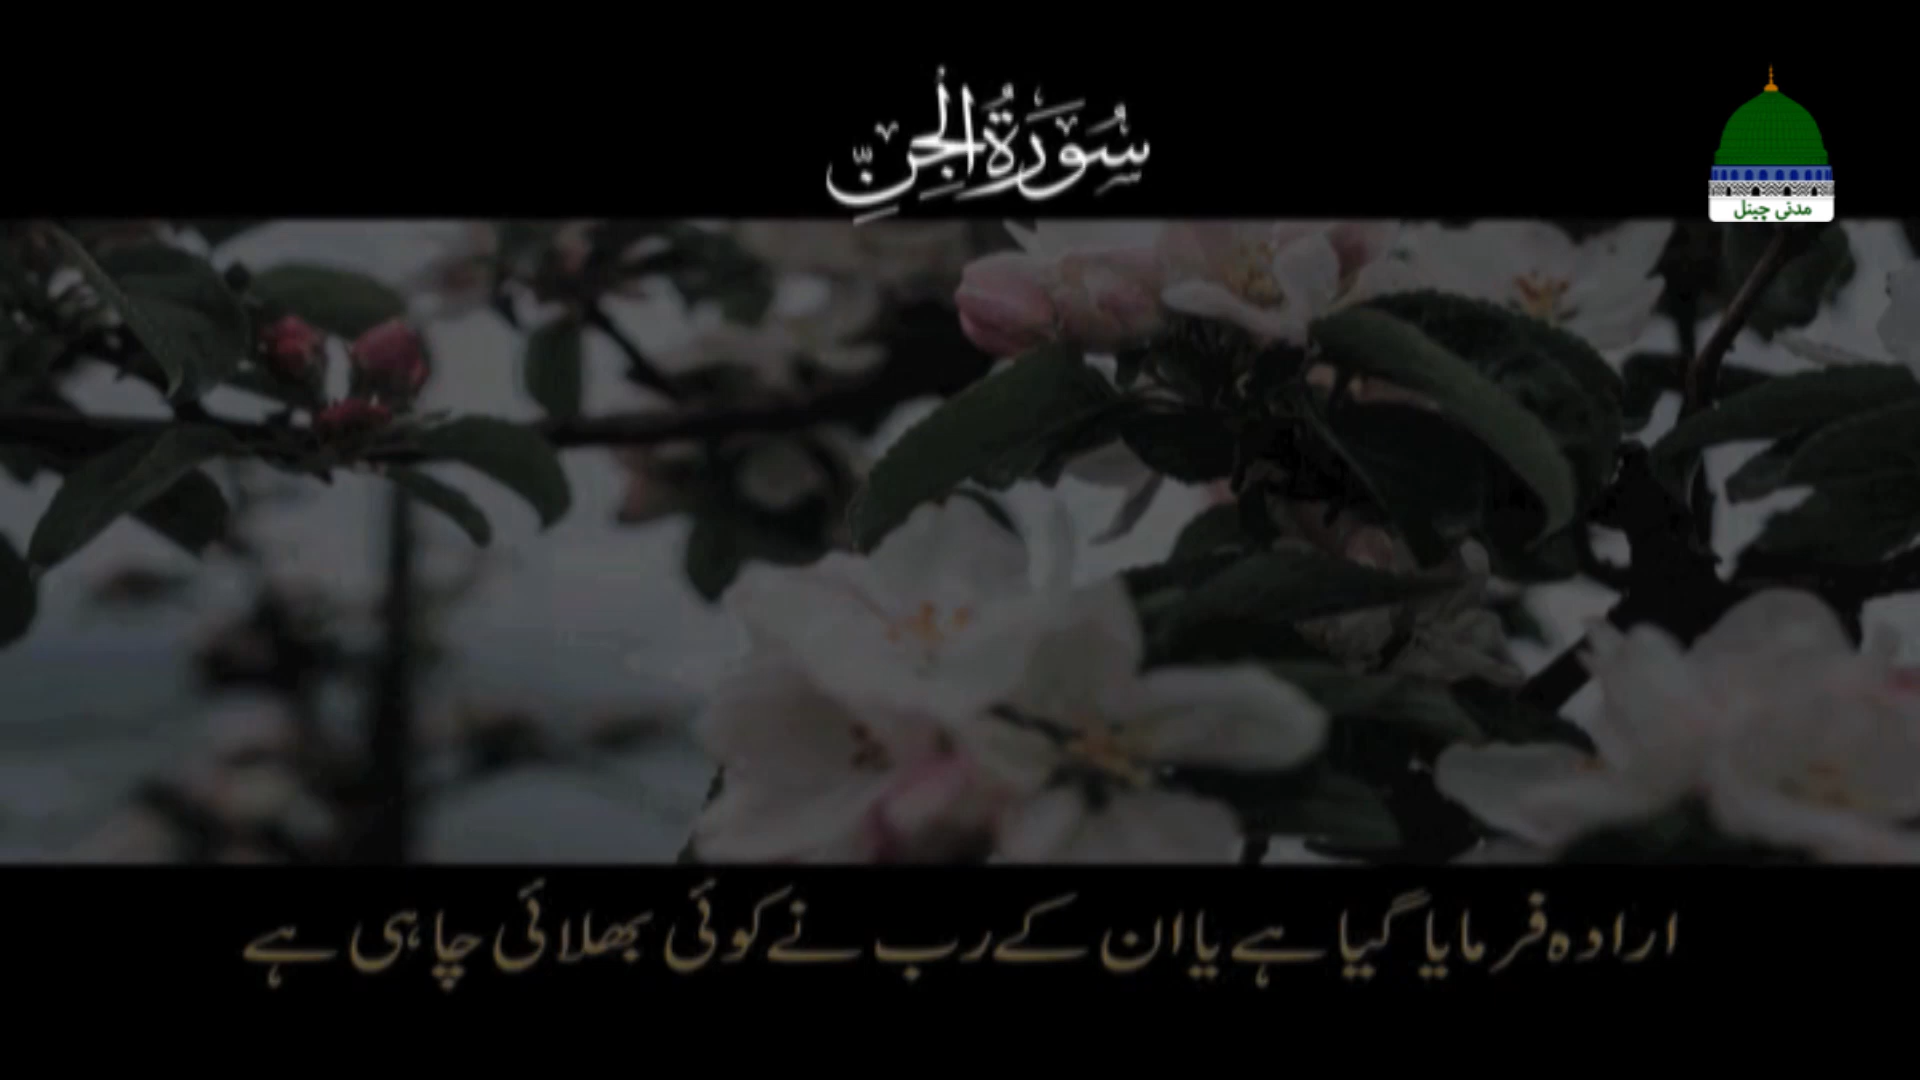 سُوۡرَةُ الۡجِنِّ
مدنی چینل
ارادہ فرمایا گیا ہے یا ان کے رب نے کوئی بھلائی چاہی ہے